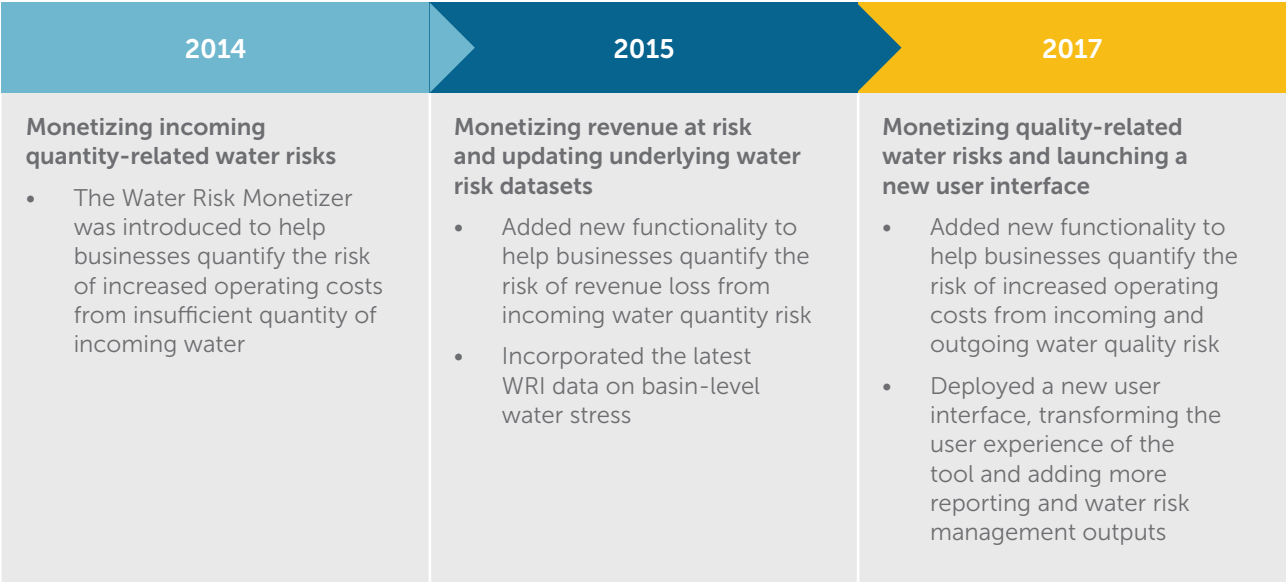 2014
2015
2017
Monetizing incoming
quantity-related water risks
• The Water Risk Monetizer
was introduced to help
businesses quantify the risk
of increased operating costs
from insufficient quantity of
incoming water
Monetizing revenue at risk
and updating underlying water
risk datasets
• Added new functionality to
help businesses quantify the
risk of revenue loss from
incoming water quantity risk
• Incorporated the latest
WRI data on basin-level
water stress
Monetizing quality-related
water risks and launching a
new user interface
• Added new functionality to
help businesses quantify the
risk of increased operating
costs from incoming and
outgoing water quality risk
• Deployed a new user
interface, transforming the
user experience of the
tool and adding more
reporting and water risk
management outputs